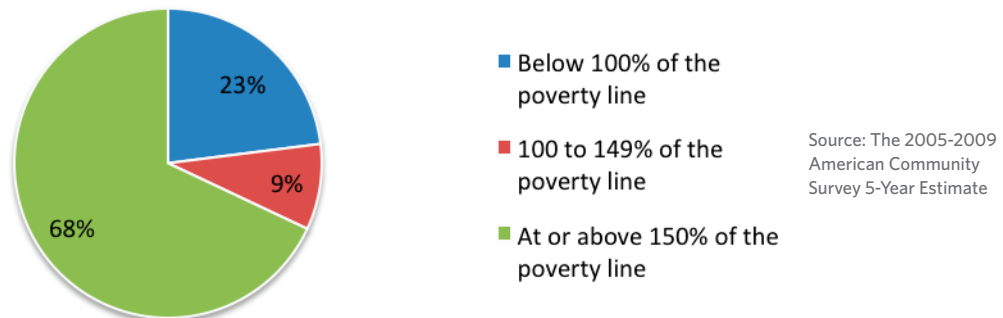 23%
9%
68%
Below 100% of the
poverty line
100 to 149% of the
poverty line
At or above 150% of the
poverty line
Source: The 2005-2009
American Community
Survey 5-Year Estimate